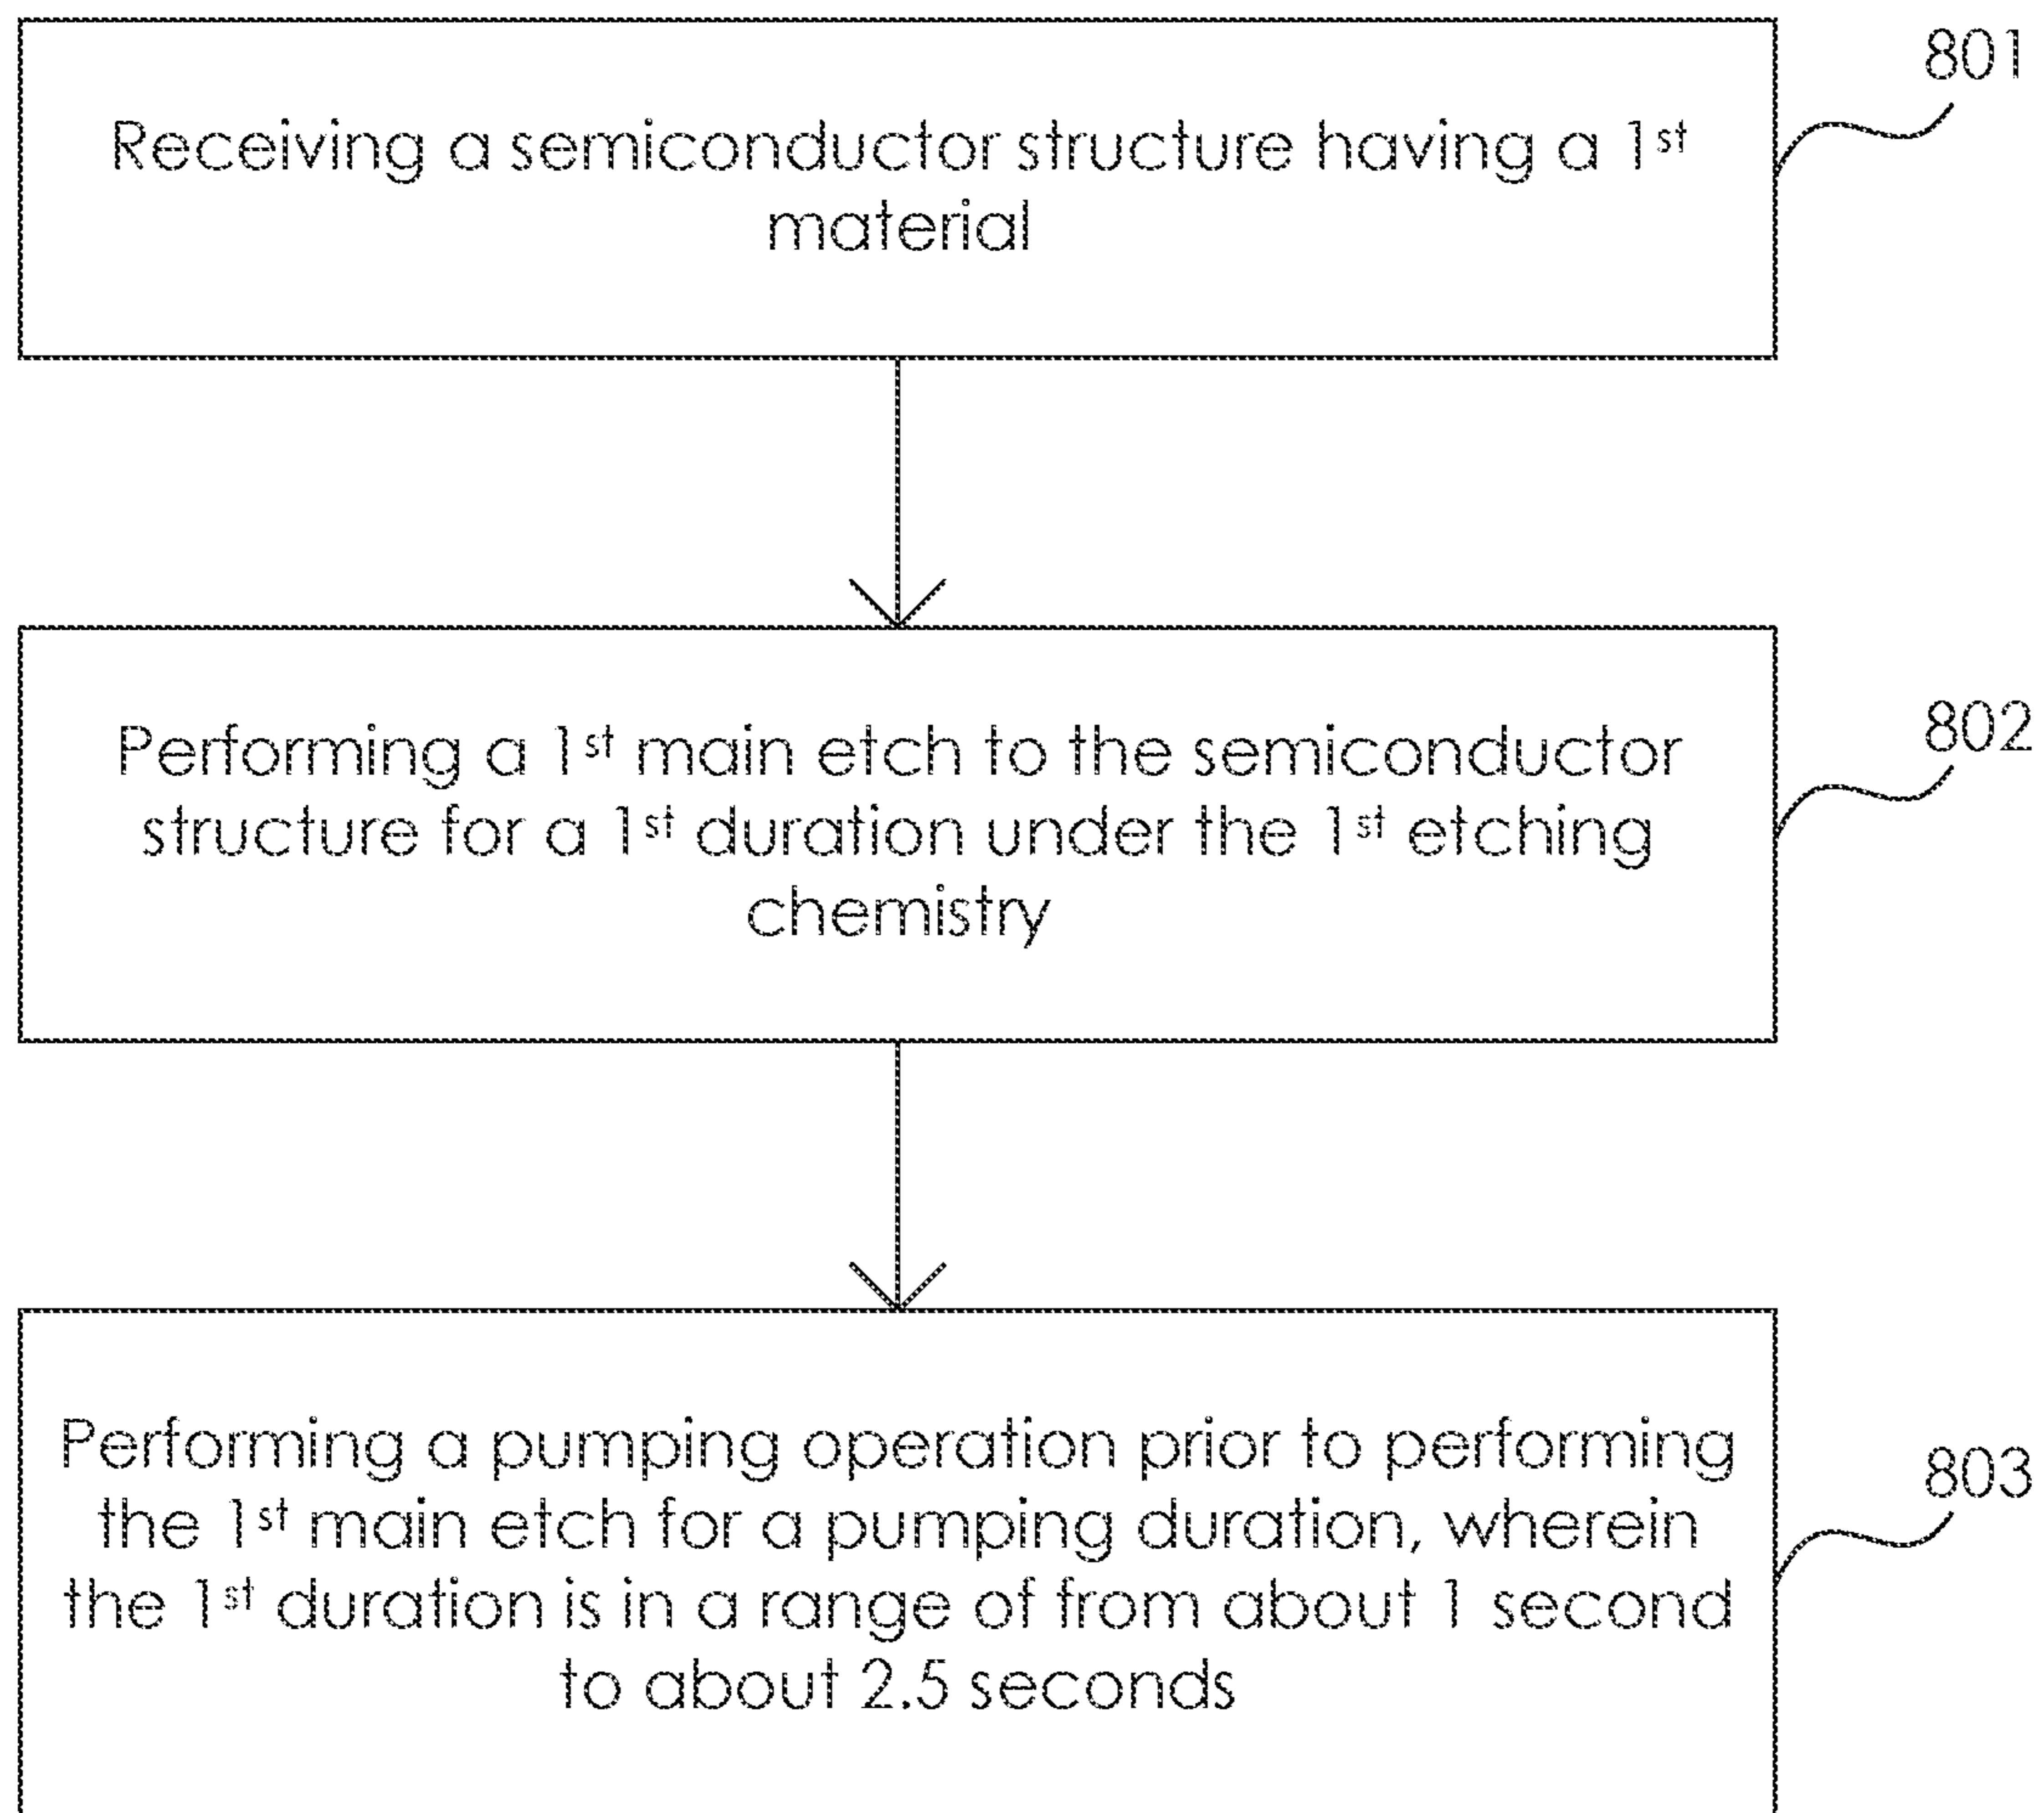 801
Receiving a semiconductor structure having a 1st
material
802
Performing a 1st main etch to the semiconductor
structure for a 1st duration under the 1st etching
chemistry
803
Performing a pumping operation prior to performing
the 1st main etch for a pumping duration, wherein
the 1st duration is in a range of from about 1 second
to about 2.5 seconds